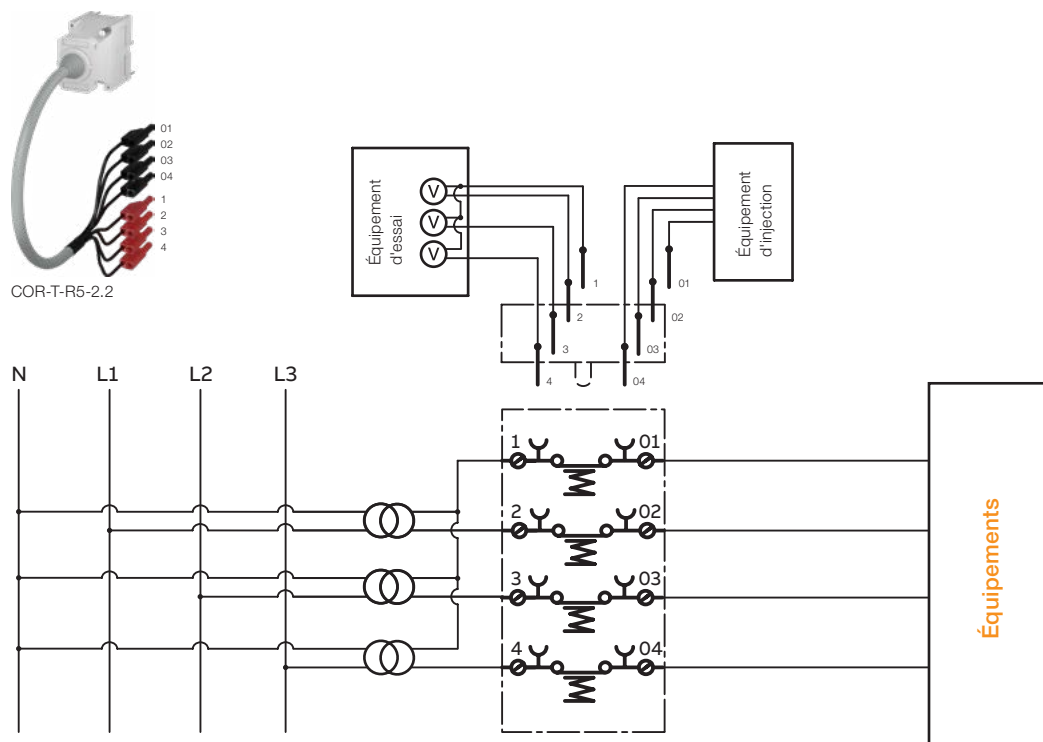 01
02
03
04
1
2
3
4
COR-T-R5-2.2
Équipement
d'essai
V
V
V
Équipement
d'injection
1
2
3
4
01
02
03
04
N L1 L2 L3
1 01
2 02
3 03
4 04
Équipements